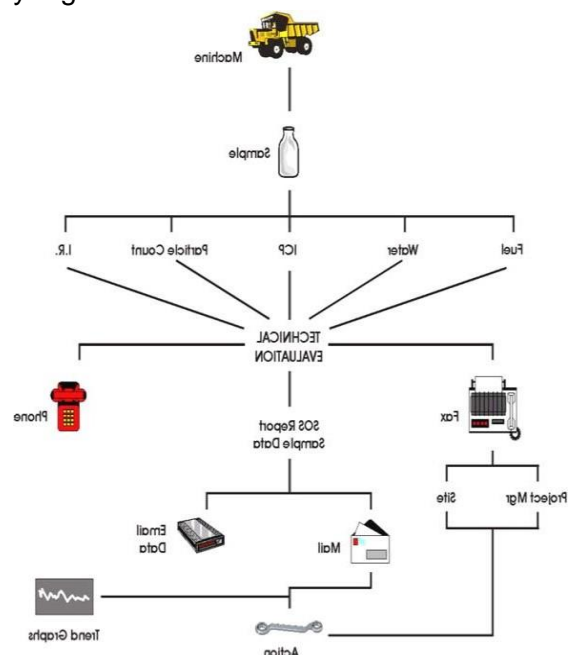 Machine
Sample
I.R.
Particle Count
ICP
Water
Fuel
TECHNICAL
EVALUATION
Phone
Fax
SOS Report
Sample Data
Site
Project Mgr
Email
Data
Mail
Trend Graphs
Action